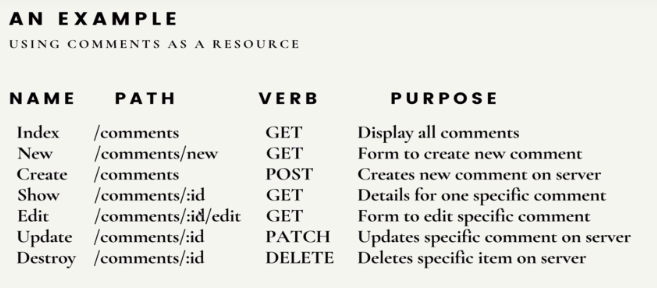 AN EXAMPLE
USING COMMENTS AS A RESOURCE
NAME PATH VERB PURPOSE
Index /comments GET Display all comments
New /comments/new GET Form to create new comment
Create /comments POST Creates new comment on server
Show /comments/:id GET Details for one specific comment
Edit /comments/:id/edit GET Form to edit specific comment
Update /comments/:id PATCH Updates specific comment on server
Destroy /comments/:id DELETE Deletes specific item on server